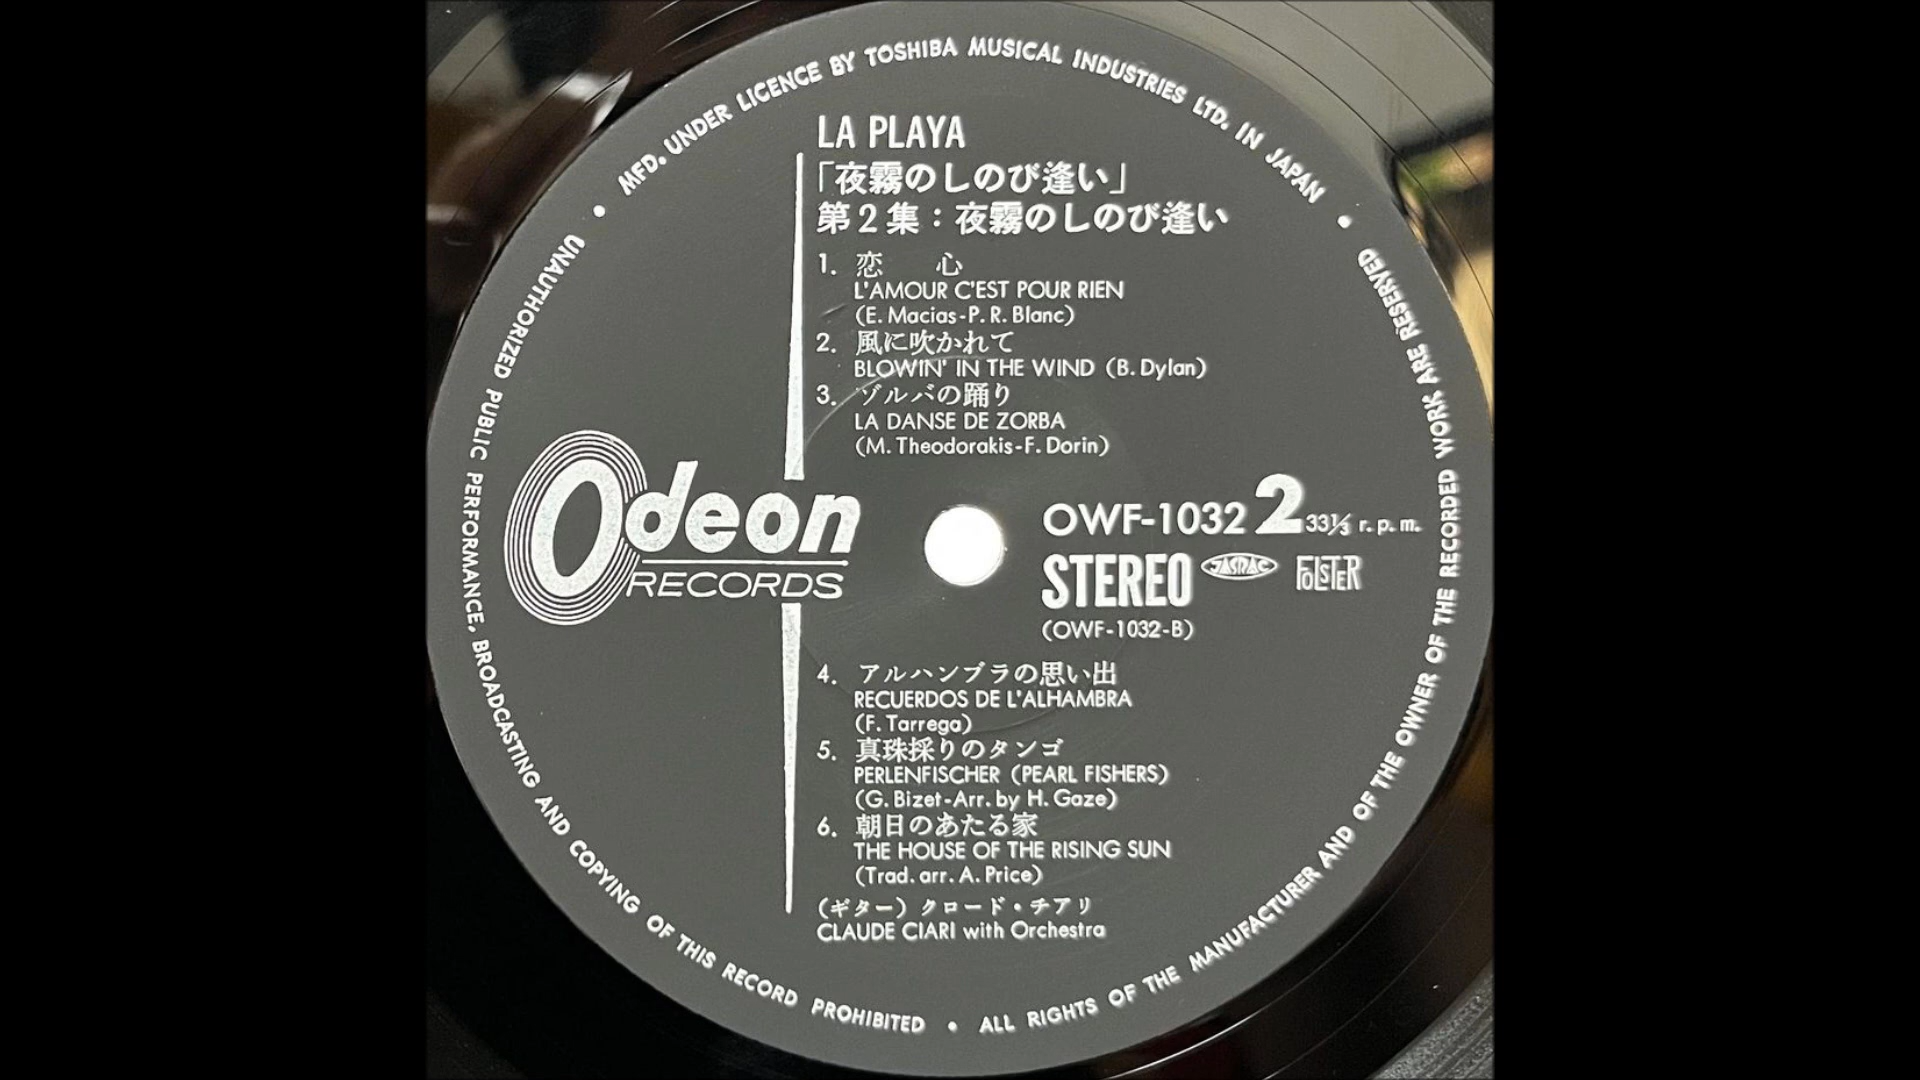 MFD. UNDER LICENCE BY TOSHIBA MUSICAL INDUSTRIES LTD. IN JAPAN •
LA PLAYA
「夜霧のしのび逢い」
第2集:夜霧のしのび逢い
1. 恋 心
L'AMOUR C'EST POUR RIEN
(E. Macias-P. R. Blanc)
2. 風に吹かれて
BLOWIN' IN THE WIND (B. Dylan)
3. ゾルバの踊り
LA DANSE DE ZORBA
(M. Theodorakis-F. Dorin)
Odeon
RECORDS
OWF-1032 2 33⅓ r.p.m.
STEREO JASRAC FOLSTER
(OWF-1032-B)
4. アルハンブラの思い出
RECUERDOS DE L'ALHAMBRA
(F. Tarrega)
5. 真珠採りのタンゴ
PERLENFISCHER (PEARL FISHERS)
(G. Bizet-Arr. by H. Gaze)
6. 朝日のあたる家
THE HOUSE OF THE RISING SUN
(Trad. arr. A. Price)
(ギター) クロード・チアリ
CLAUDE CIARI with Orchestra
• UNAUTHORIZED PUBLIC PERFORMANCE, BROADCASTING AND COPYING OF THIS RECORD PROHIBITED •
ALL RIGHTS OF THE MANUFACTURER AND OF THE OWNER OF THE RECORDED WORK ARE RESERVED